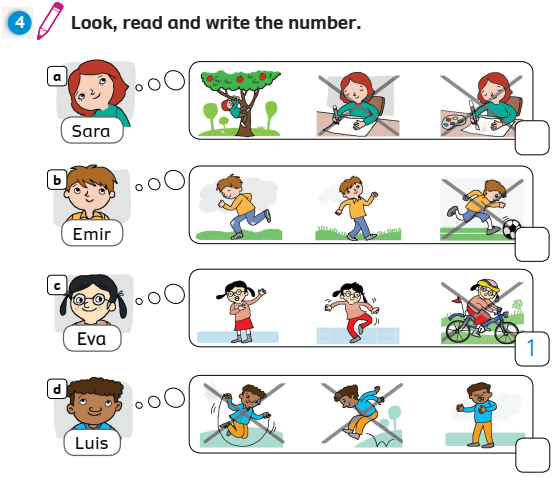 4 Look, read and write the number.
a
Sara
b
Emir
c
Eva
1
d
Luis